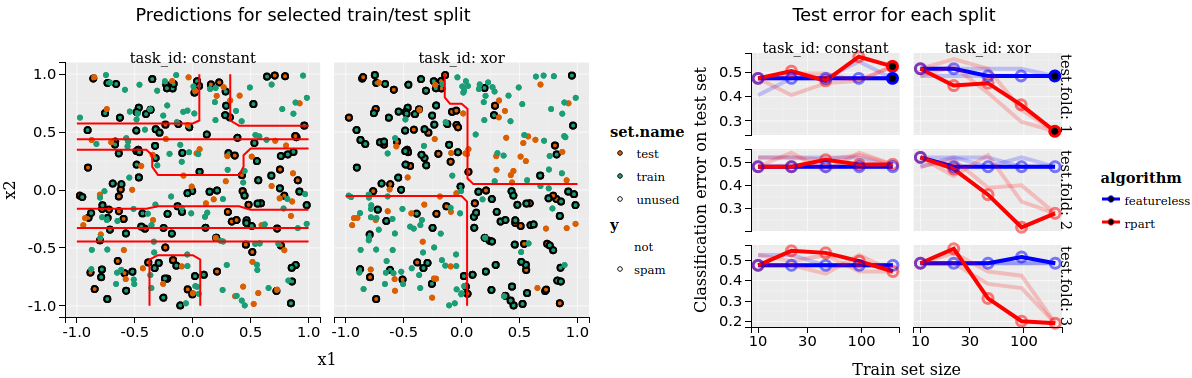 Predictions for selected train/test split
task_id: constant
task_id: xor
1.0
0.5
0.0
-0.5
-1.0
x2
-1.0 -0.5 0.0 0.5 1.0
-1.0 -0.5 0.0 0.5 1.0
x1
set.name
test
train
unused
y
not
spam
Test error for each split
task_id: constant
task_id: xor
Classification error on test set
0.5
0.4
0.3
test.fold: 1
0.5
0.4
0.3
test.fold: 2
0.5
0.4
0.3
0.2
test.fold: 3
10 30 100
10 30 100
Train set size
algorithm
featureless
rpart